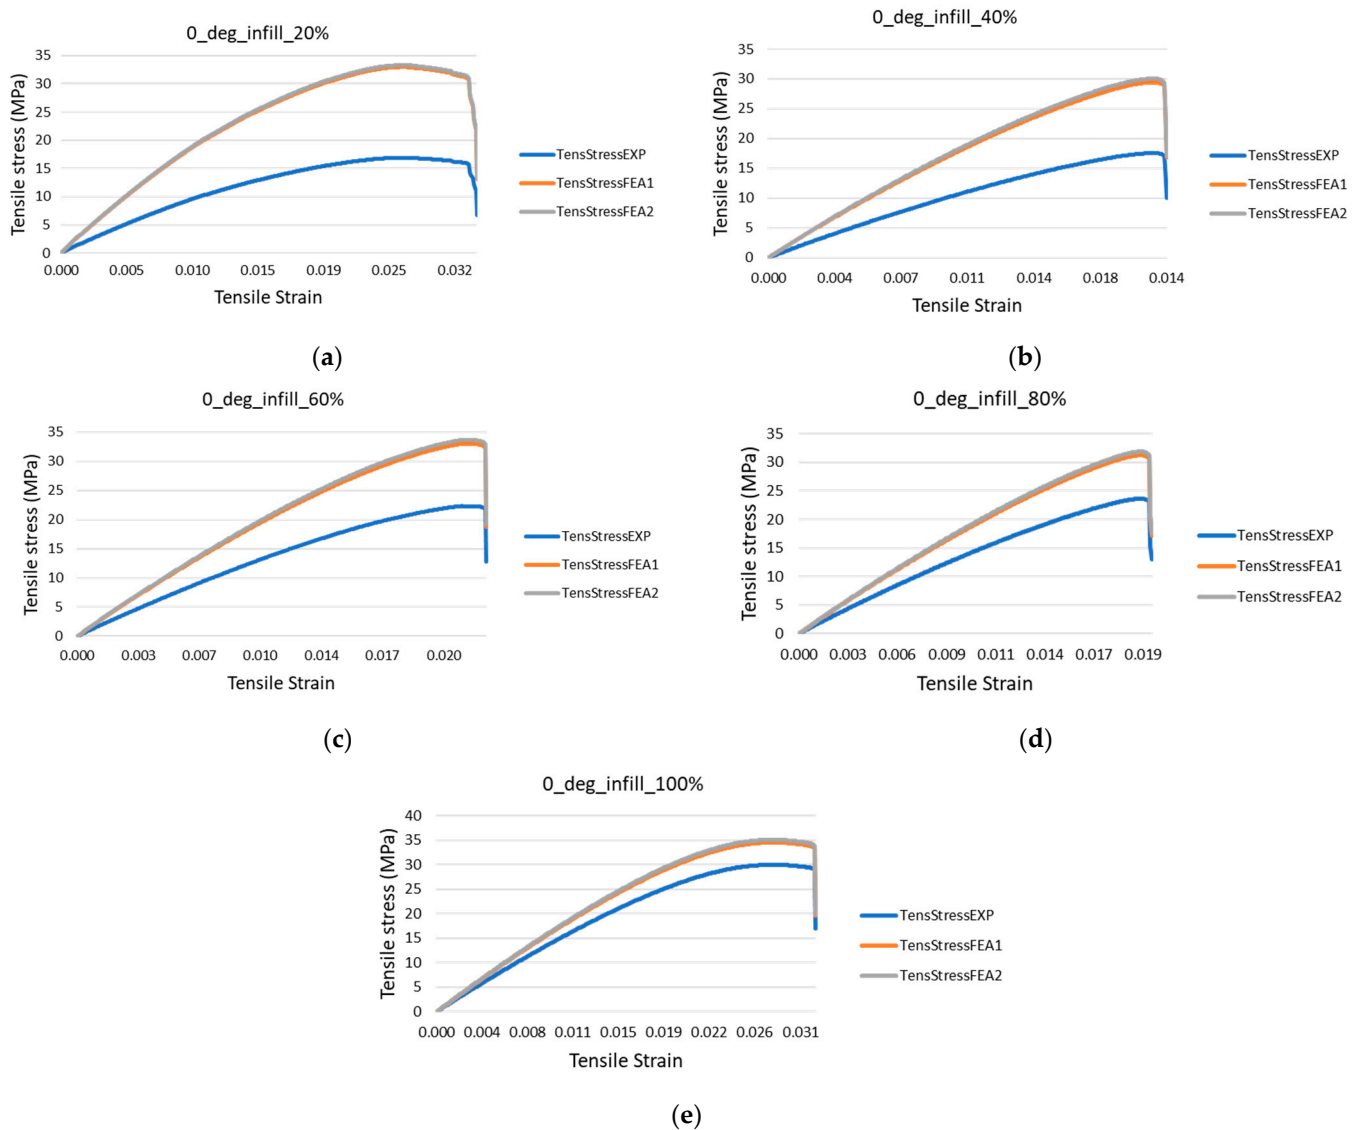 0_deg_infill_20%
Tensile stress (MPa)
35
30
25
20
15
10
5
0
0.000 0.005 0.010 0.015 0.019 0.025 0.032
Tensile Strain
TensStressEXP
TensStressFEA1
TensStressFEA2
(a)
0_deg_infill_40%
Tensile stress (MPa)
35
30
25
20
15
10
5
0
0.000 0.004 0.007 0.011 0.014 0.018 0.014
Tensile Strain
TensStressEXP
TensStressFEA1
TensStressFEA2
(b)
0_deg_infill_60%
Tensile stress (MPa)
35
30
25
20
15
10
5
0
0.000 0.003 0.007 0.010 0.014 0.017 0.020
Tensile Strain
TensStressEXP
TensStressFEA1
TensStressFEA2
(c)
0_deg_infill_80%
Tensile stress (MPa)
35
30
25
20
15
10
5
0
0.000 0.003 0.006 0.009 0.011 0.014 0.017 0.019
Tensile Strain
TensStressEXP
TensStressFEA1
TensStressFEA2
(d)
0_deg_infill_100%
Tensile stress (MPa)
40
35
30
25
20
15
10
5
0
0.000 0.004 0.008 0.011 0.015 0.019 0.022 0.026 0.031
Tensile Strain
TensStressEXP
TensStressFEA1
TensStressFEA2
(e)